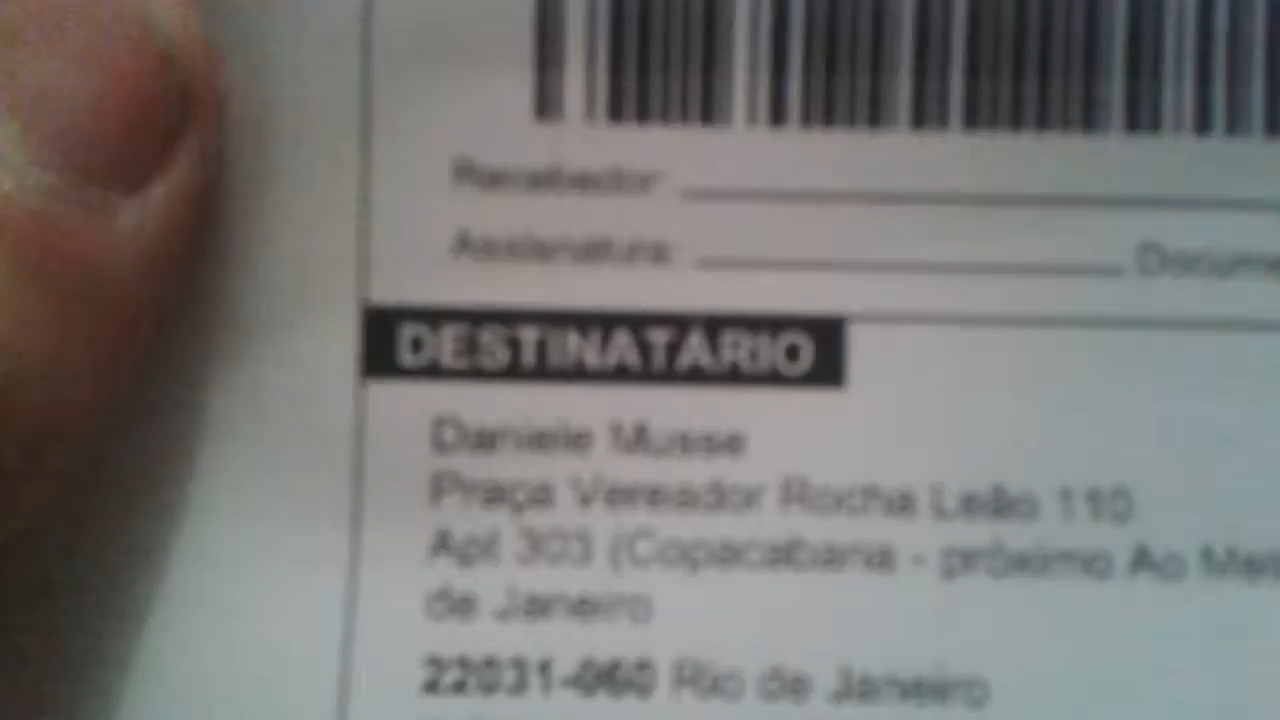 Recebedor:
Assinatura: Docume
DESTINATÁRIO
Daniele Musse
Praça Vereador Rocha Leão 110
Apt 303 (Copacabana - próximo Ao
de Janeiro
22031-060 Rio de Janeiro